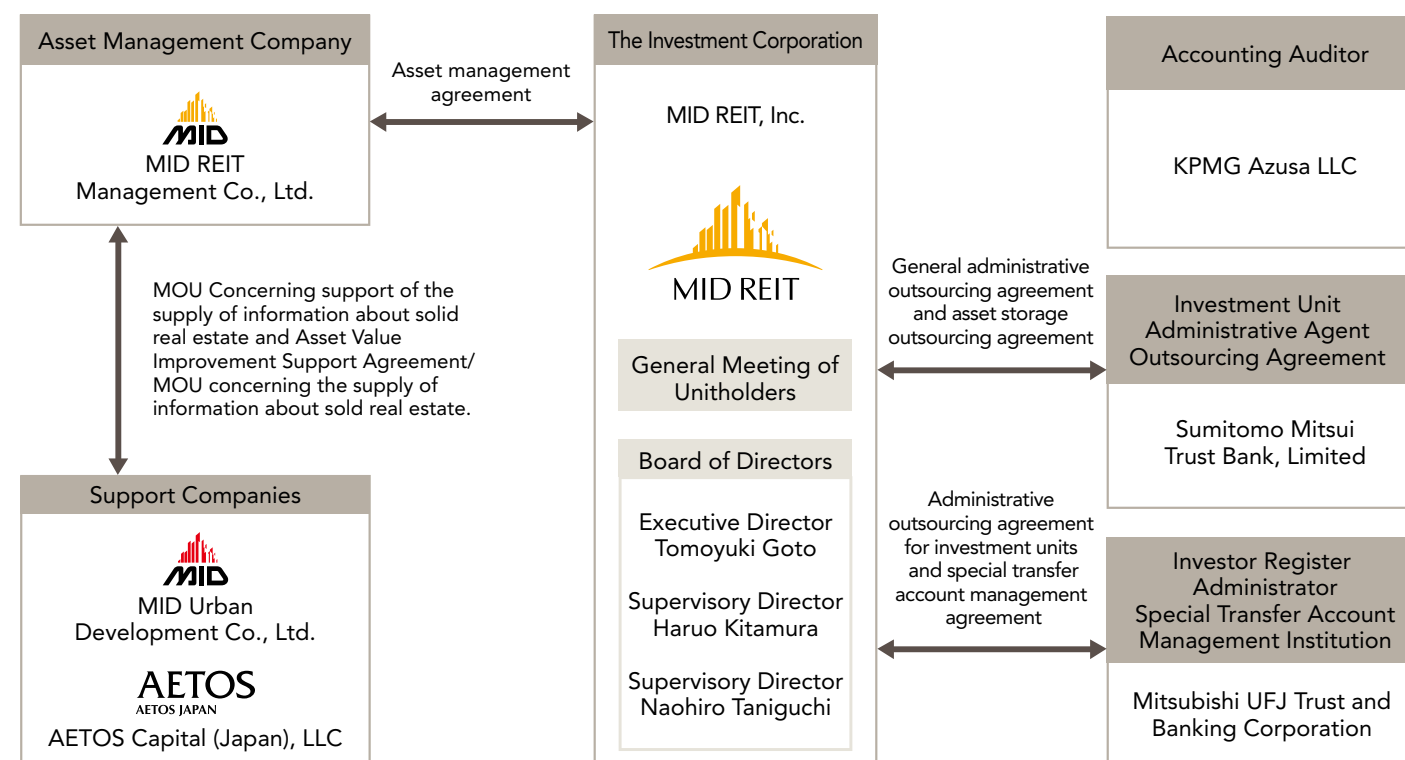 Asset Management Company
MID
MID REIT
Management Co., Ltd.
Asset management
agreement
MOU Concerning support of the
supply of information about solid
real estate and Asset Value
Improvement Support Agreement/
MOU concerning the supply of
information about sold real estate.
Support Companies
MID
MID Urban
Development Co., Ltd.
AETOS
AETOS JAPAN
AETOS Capital (Japan), LLC
The Investment Corporation
MID REIT, Inc.
MID REIT
General Meeting of
Unitholders
Board of Directors
Executive Director
Tomoyuki Goto
Supervisory Director
Haruo Kitamura
Supervisory Director
Naohiro Taniguchi
General administrative
outsourcing agreement
and asset storage
outsourcing agreement
Administrative
outsourcing agreement
for investment units
and special transfer
account management
agreement
Accounting Auditor
KPMG Azusa LLC
Investment Unit
Administrative Agent
Outsourcing Agreement
Sumitomo Mitsui
Trust Bank, Limited
Investor Register
Administrator
Special Transfer Account
Management Institution
Mitsubishi UFJ Trust and
Banking Corporation